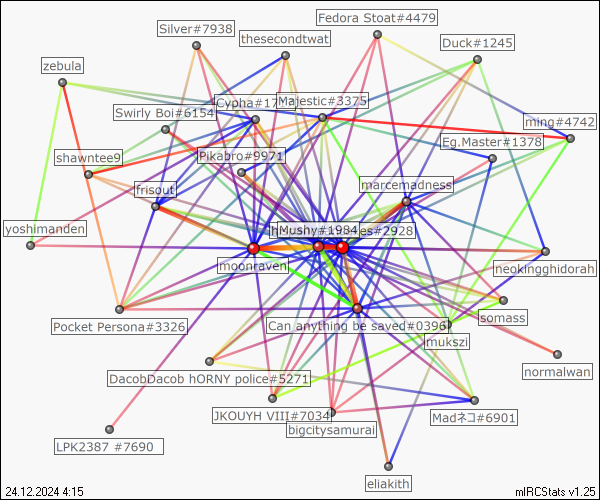 Silver#7938
Fedora Stoat#4479
thesecondtwat
Duck#1245
zebula
Cypha#17
Majestic#3375
Swirly Boi#6154
ming#4742
Eg.Master#1378
shawntee9
Pikabro#9971
marcemadness
frisout
yoshimanden
Mushy#1984
es#2928
moonraven
neokingghidorah
somass
Pocket Persona#3326
Can anything be saved#0396
mukszi
normalwan
DacobDacob hORNY police#5271
JKOUYH VIII#7034
Madネコ#6901
bigcitysamurai
LPK2387 #7690
eliakith
24.12.2024 4:15
mIRCStats v1.25